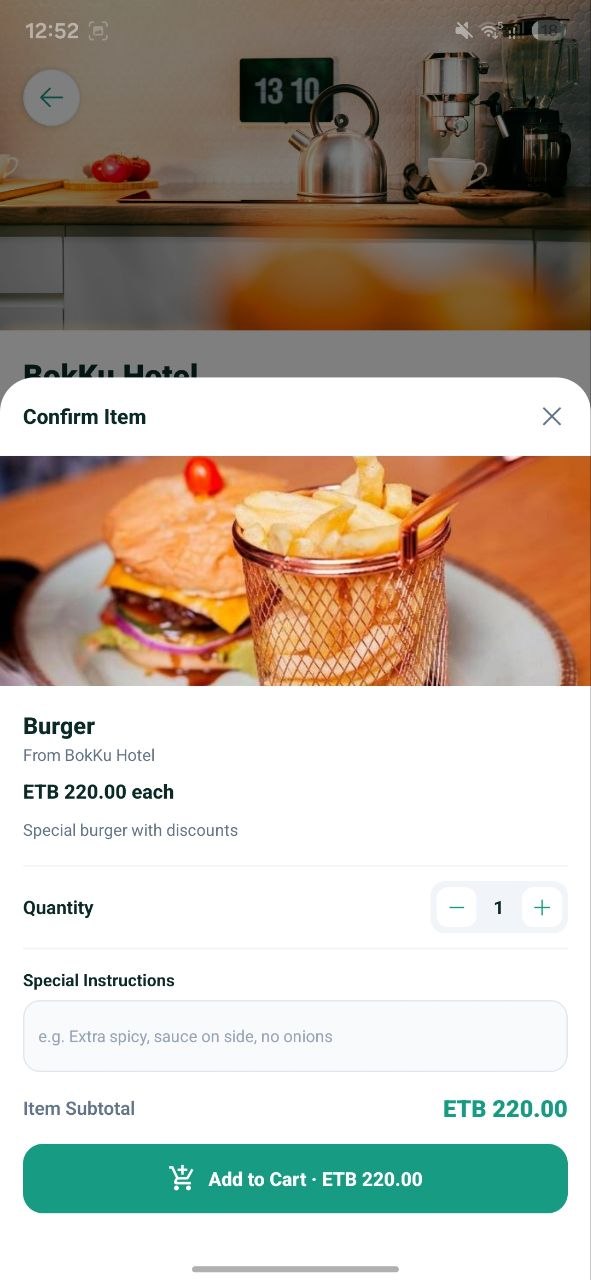 12:52
13 10
BokKu Hotel
Confirm Item
Burger
From BokKu Hotel
ETB 220.00 each
Special burger with discounts
Quantity
1
Special Instructions
e.g. Extra spicy, sauce on side, no onions
Item Subtotal
ETB 220.00
Add to Cart · ETB 220.00